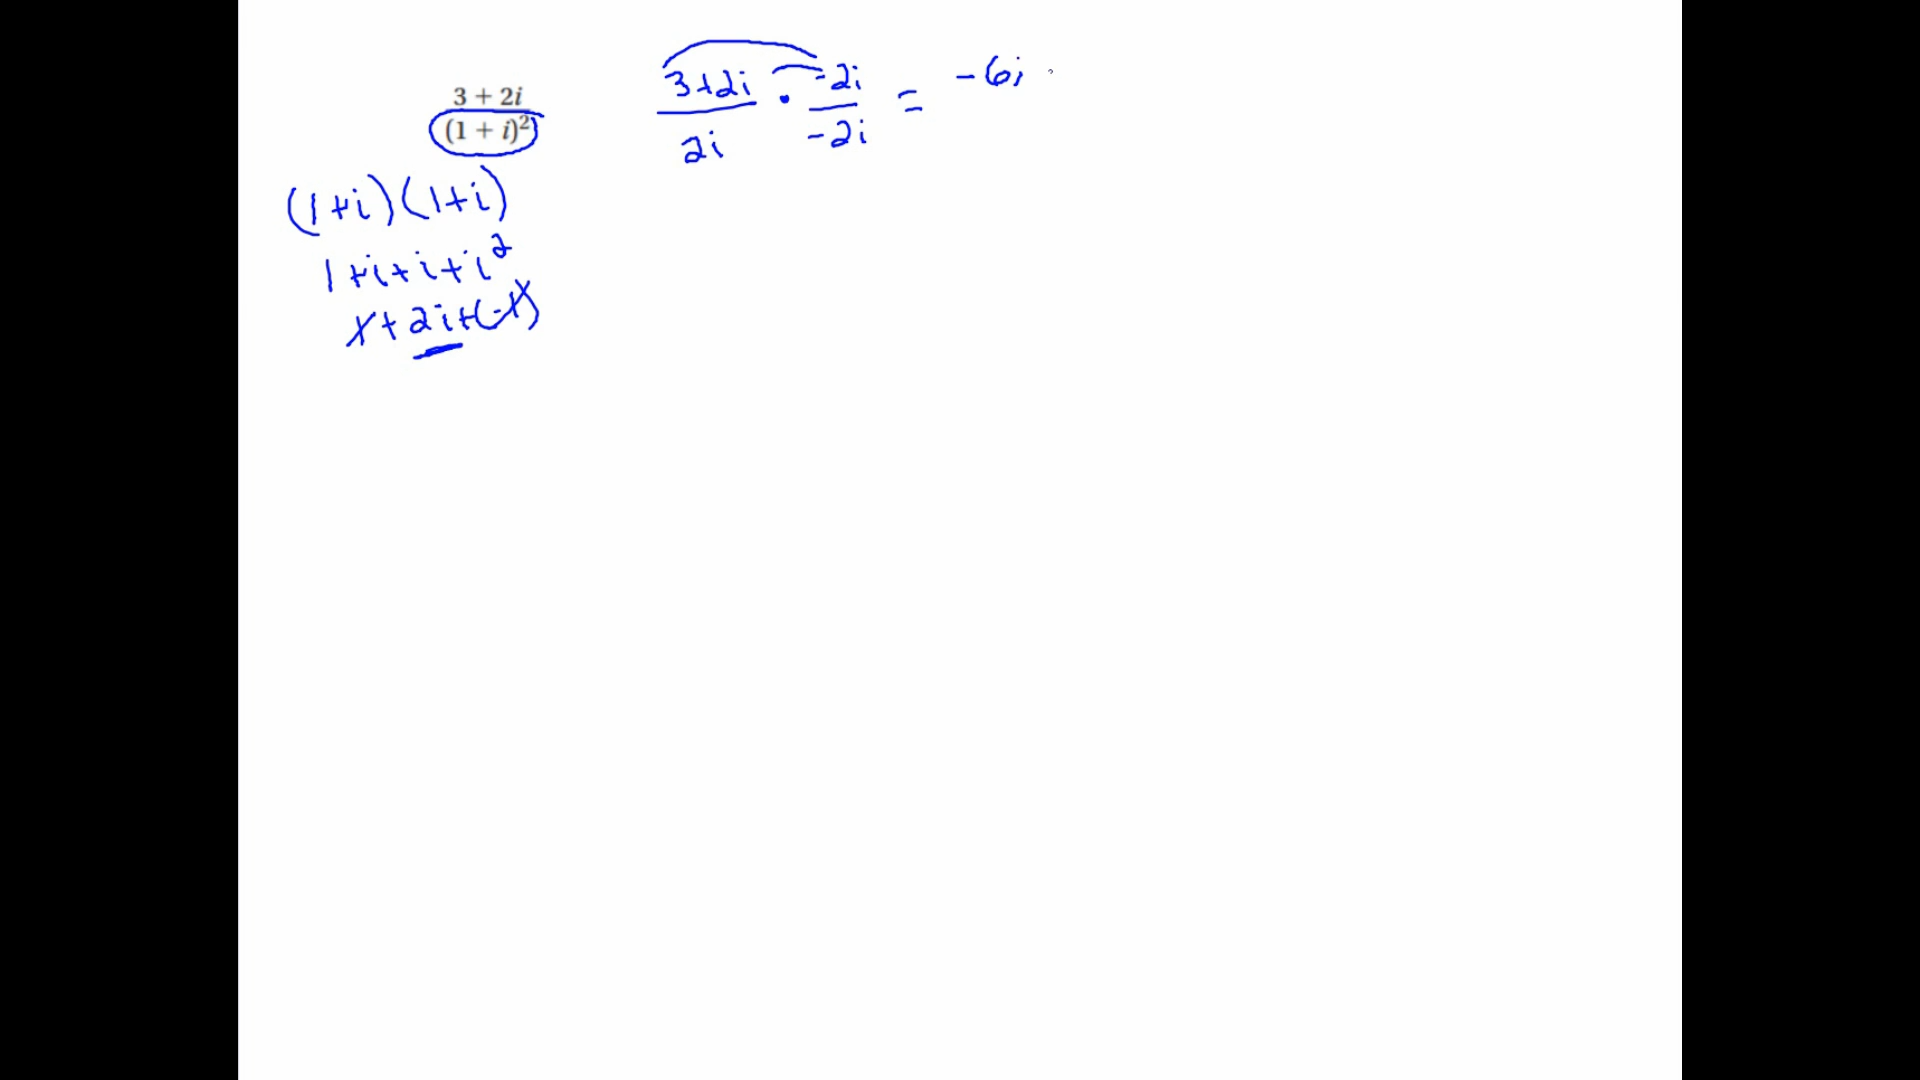 3 + 2i
(1 + i)²
(1+i)(1+i)
1+i+i+i²
1+2i+(-1)
3+2i · -2i = -6i
2i -2i